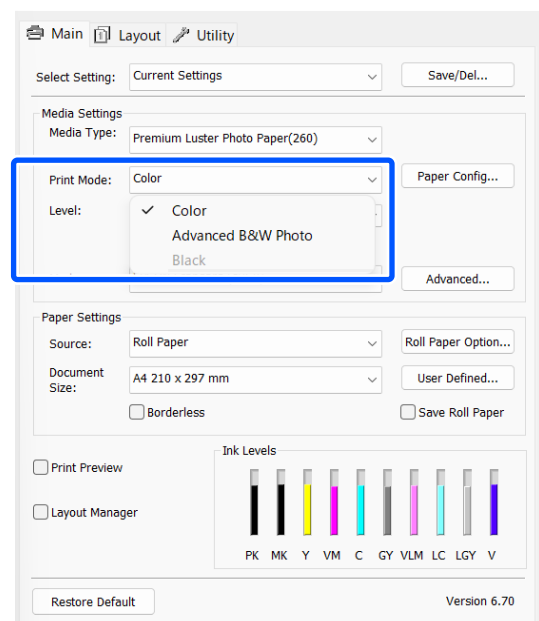 Main Layout Utility
Select Setting: Current Settings Save/Del...
Media Settings
Media Type: Premium Luster Photo Paper(260)
Print Mode: Color Paper Config...
Level: Color
Advanced B&W Photo
Black
Advanced...
Paper Settings
Source: Roll Paper Roll Paper Option...
Document
Size: A4 210 x 297 mm User Defined...
Borderless Save Roll Paper
Ink Levels
Print Preview
Layout Manager
PK MK Y VM C GY VLM LC LGY V
Restore Default Version 6.70